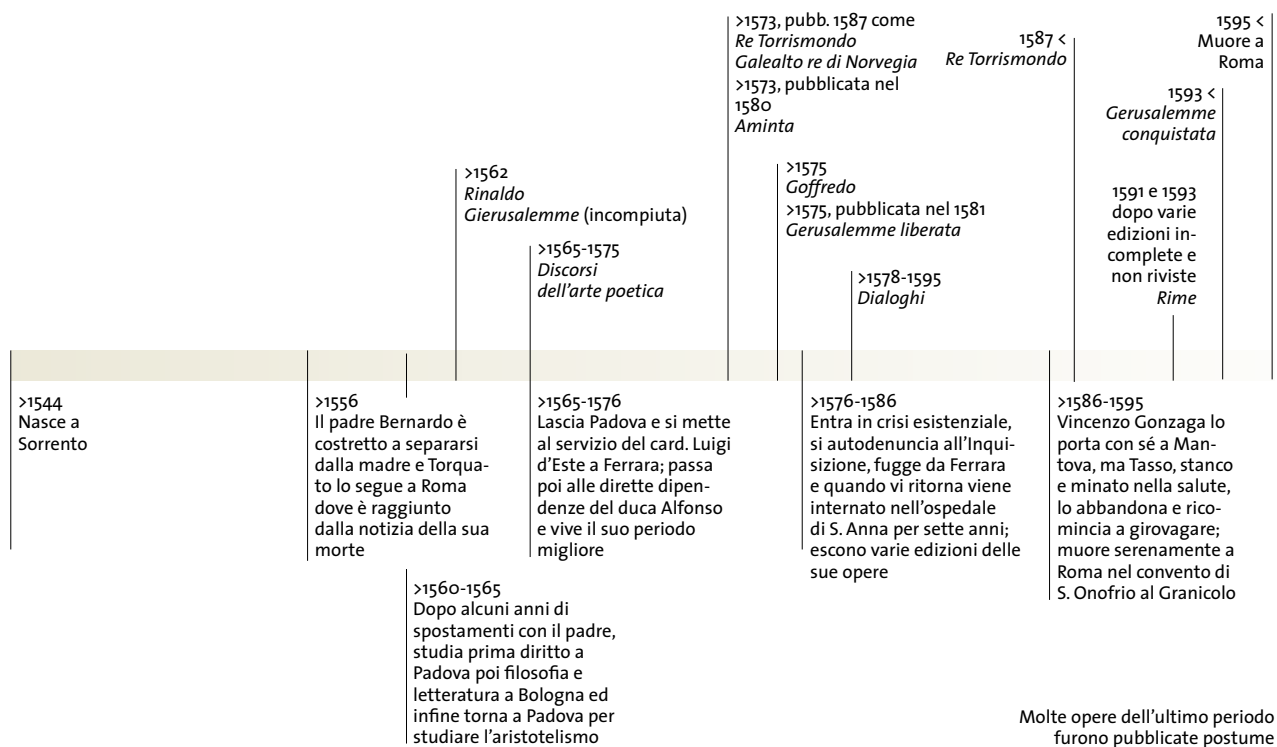 >1573, pubb. 1587 come
Re Torrismondo
Galealto re di Norvegia
>1573, pubblicata nel
1580
Aminta
1587 <
Re Torrismondo
1595 <
Muore a
Roma
1593 <
Gerusalemme
conquistata
>1562
Rinaldo
Gierusalemme (incompiuta)
>1575
Goffredo
>1575, pubblicata nel 1581
Gerusalemme liberata
1591 e 1593
dopo varie
edizioni in-
complete e
non riviste
Rime
>1565-1575
Discorsi
dell'arte poetica
>1578-1595
Dialoghi
>1544
Nasce a
Sorrento
>1556
Il padre Bernardo è
costretto a separarsi
dalla madre e Torqua-
to lo segue a Roma
dove è raggiunto
dalla notizia della sua
morte
>1560-1565
Dopo alcuni anni di
spostamenti con il padre,
studia prima diritto a
Padova poi filosofia e
letteratura a Bologna ed
infine torna a Padova per
studiare l'aristotelismo
>1565-1576
Lascia Padova e si mette
al servizio del card. Luigi
d'Este a Ferrara; passa
poi alle dirette dipen-
denze del duca Alfonso
e vive il suo periodo
migliore
>1576-1586
Entra in crisi esistenziale,
si autodenuncia all'Inqui-
sizione, fugge da Ferrara
e quando vi ritorna viene
internato nell'ospedale
di S. Anna per sette anni;
escono varie edizioni delle
sue opere
>1586-1595
Vincenzo Gonzaga lo
porta con sé a Man-
tova, ma Tasso, stanco
e minato nella salute,
lo abbandona e rico-
mincia a girovagare;
muore serenamente a
Roma nel convento di
S. Onofrio al Granicolo
Molte opere dell'ultimo periodo
furono pubblicate postume